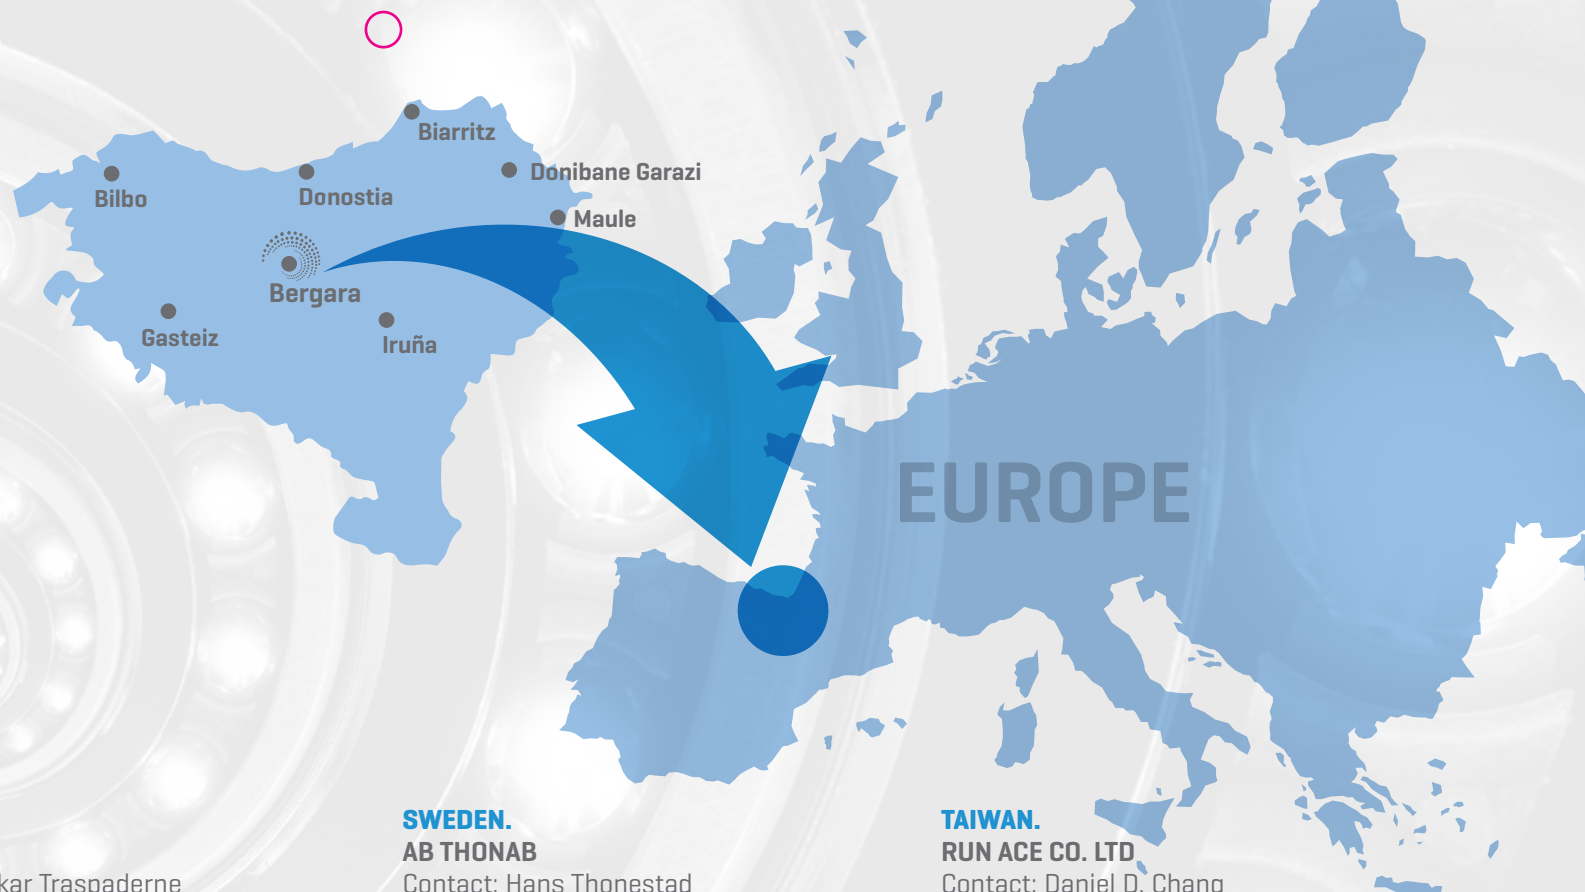 Biarritz
Donibane Garazi
Bilbo
Donostia
Maule
Bergara
Gasteiz
Iruña
EUROPE
SWEDEN.
AB THONAB
Contact: Hans Thonestad
TAIWAN.
RUN ACE CO. LTD
Contact: Daniel D. Chang
Traspaderne